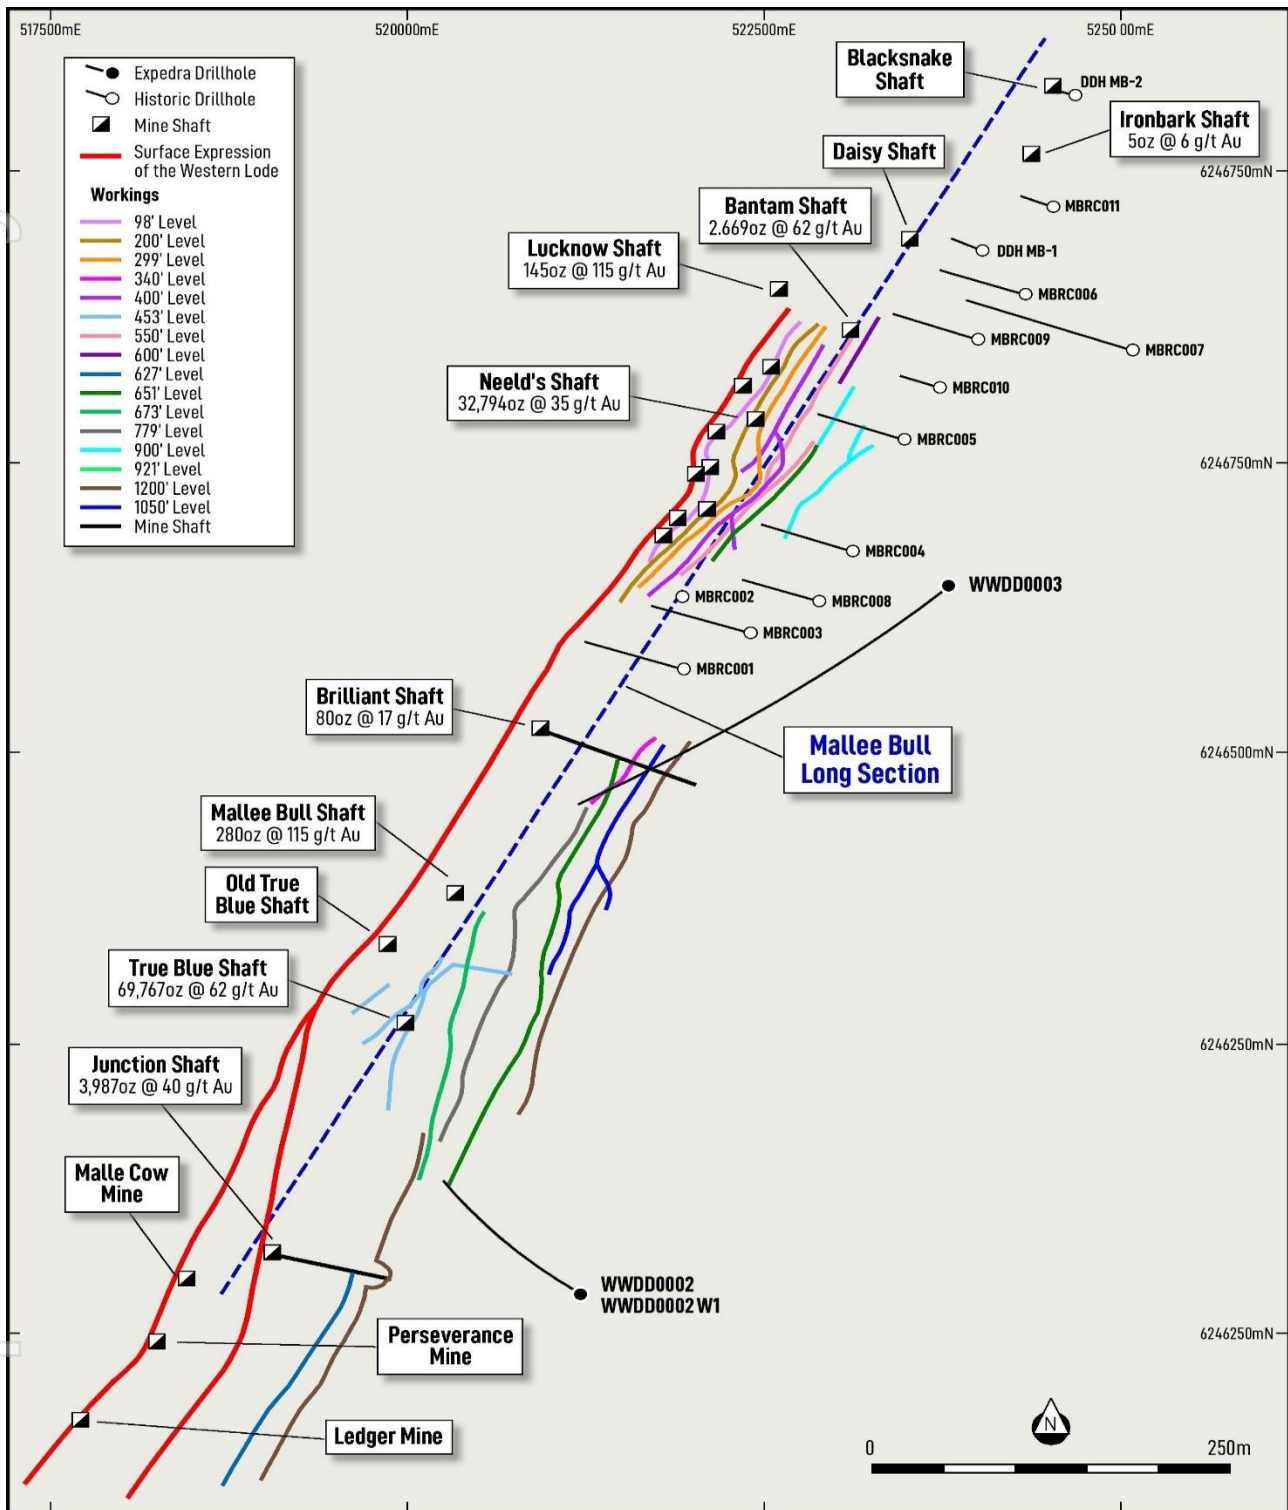 517500mE
520000mE
522500mE
5250 00mE
Expedra Drillhole
Historic Drillhole
Mine Shaft
Surface Expression
of the Western Lode
Workings
98' Level
200' Level
299' Level
340' Level
400' Level
453' Level
550' Level
600' Level
627' Level
651' Level
673' Level
779' Level
900' Level
921' Level
1200' Level
1050' Level
Mine Shaft
Blacksnake
Shaft
DDH MB-2
Ironbark Shaft
5oz @ 6 g/t Au
Daisy Shaft
6246750mN
Bantam Shaft
2.669oz @ 62 g/t Au
MBRC011
Lucknow Shaft
145oz @ 115 g/t Au
DDH MB-1
MBRC006
MBRC009
MBRC007
Neeld's Shaft
32,794oz @ 35 g/t Au
MBRC010
MBRC005
6246750mN
MBRC004
WWDD0003
MBRC002
MBRC008
MBRC003
MBRC001
Brilliant Shaft
80oz @ 17 g/t Au
Mallee Bull
Long Section
6246500mN
Mallee Bull Shaft
280oz @ 115 g/t Au
Old True
Blue Shaft
True Blue Shaft
69,767oz @ 62 g/t Au
6246250mN
Junction Shaft
3,987oz @ 40 g/t Au
Malle Cow
Mine
WWDD0002
WWDD0002 W1
6246250mN
Perseverance
Mine
Ledger Mine
N
0
250m